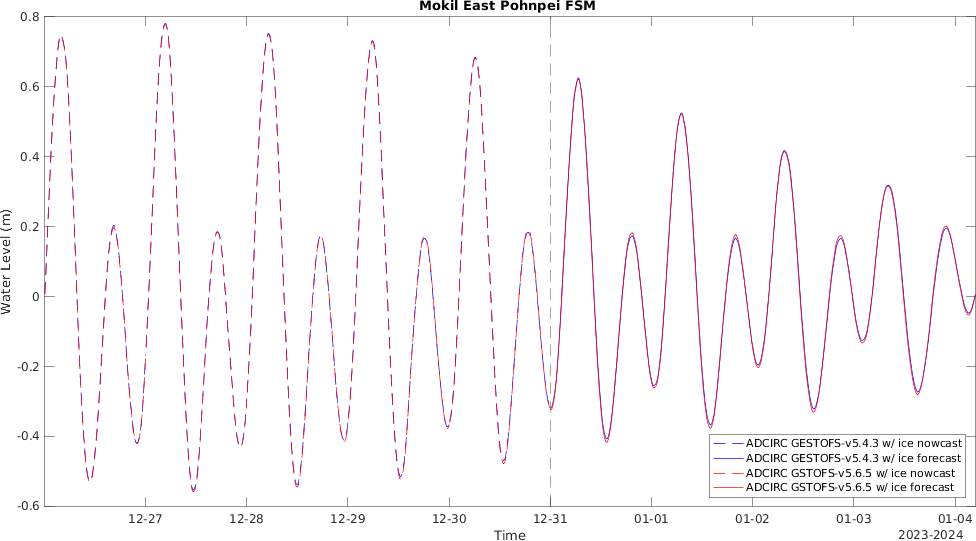 Mokil East Pohnpei FSM
0.8
0.6
0.4
0.2
0
-0.2
-0.4
-0.6
Water Level (m)
12-27 12-28 12-29 12-30 12-31 01-01 01-02 01-03 01-04
Time
2023-2024
ADCIRC GESTOFS-v5.4.3 w/ ice nowcast
ADCIRC GESTOFS-v5.4.3 w/ ice forecast
ADCIRC GSTOFS-v5.6.5 w/ ice nowcast
ADCIRC GSTOFS-v5.6.5 w/ ice forecast